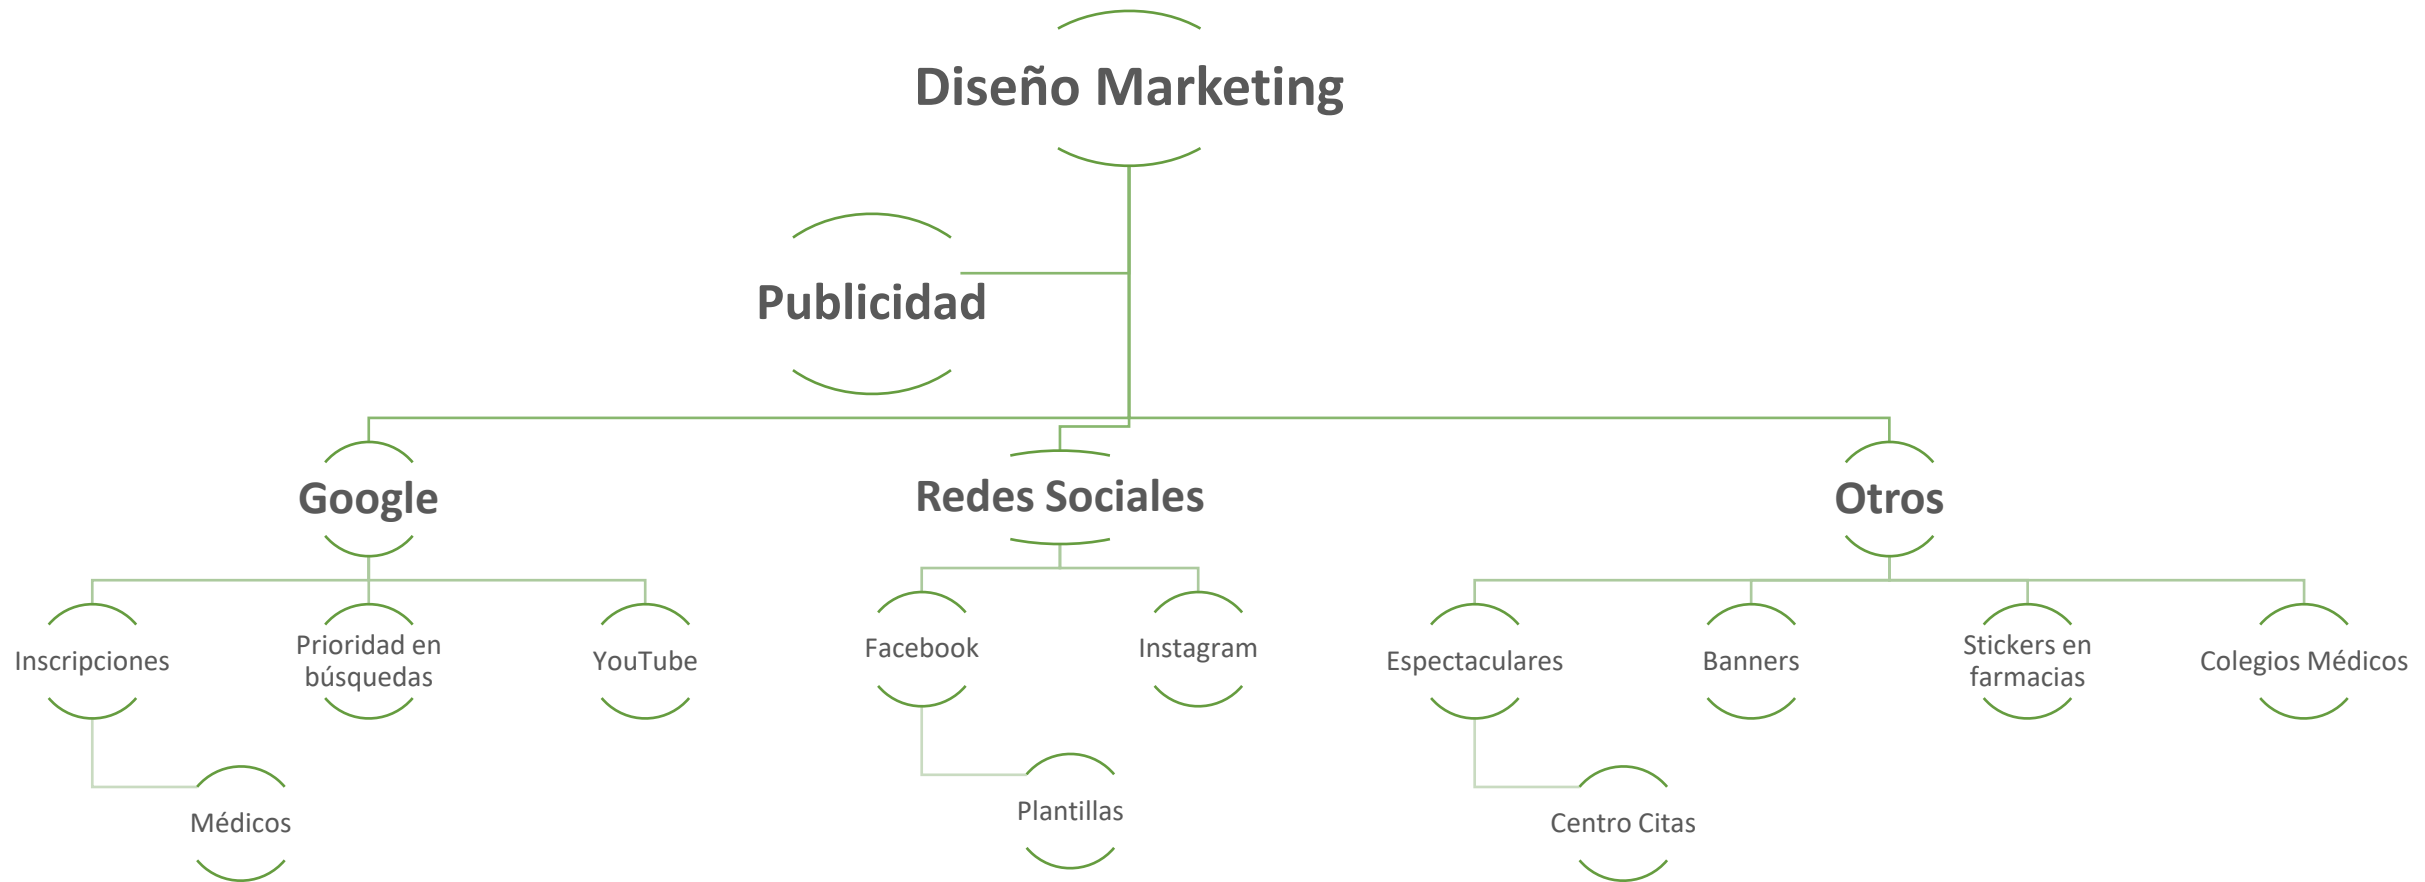 Diseño Marketing
Publicidad
Google
Redes Sociales
Otros
Inscripciones
Prioridad en
búsquedas
YouTube
Facebook
Instagram
Espectaculares
Banners
Stickers en
farmacias
Colegios Médicos
Médicos
Plantillas
Centro Citas